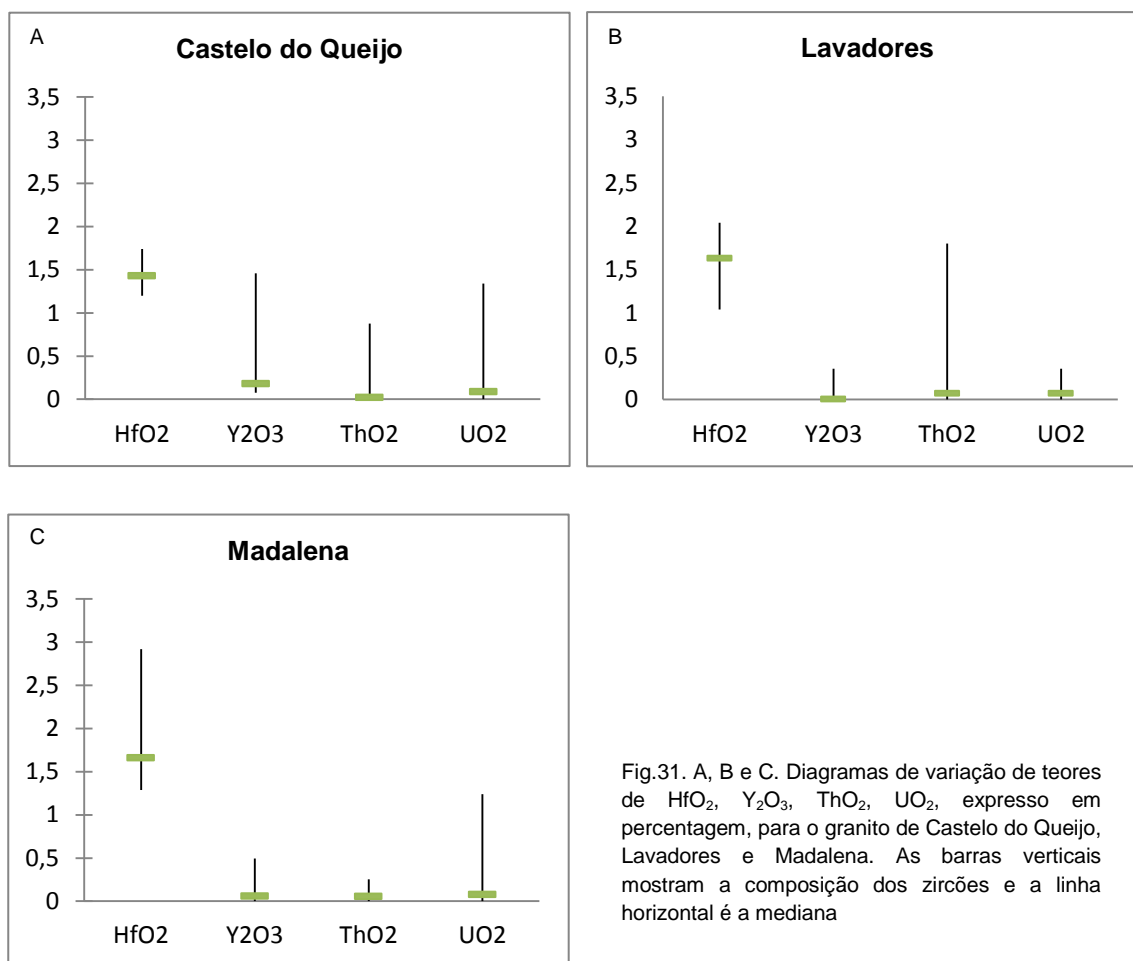 A
Castelo do Queijo
3,5
3
2,5
2
1,5
1
0,5
0
HfO2 Y2O3 ThO2 UO2
B
Lavadores
3,5
3
2,5
2
1,5
1
0,5
0
HfO2 Y2O3 ThO2 UO2
C
Madalena
3,5
3
2,5
2
1,5
1
0,5
0
HfO2 Y2O3 ThO2 UO2
Fig.31. A, B e C. Diagramas de variação de teores
de HfO₂, Y₂O₃, ThO₂, UO₂, expresso em
percentagem, para o granito de Castelo do Queijo,
Lavadores e Madalena. As barras verticais
mostram a composição dos zircões e a linha
horizontal é a mediana